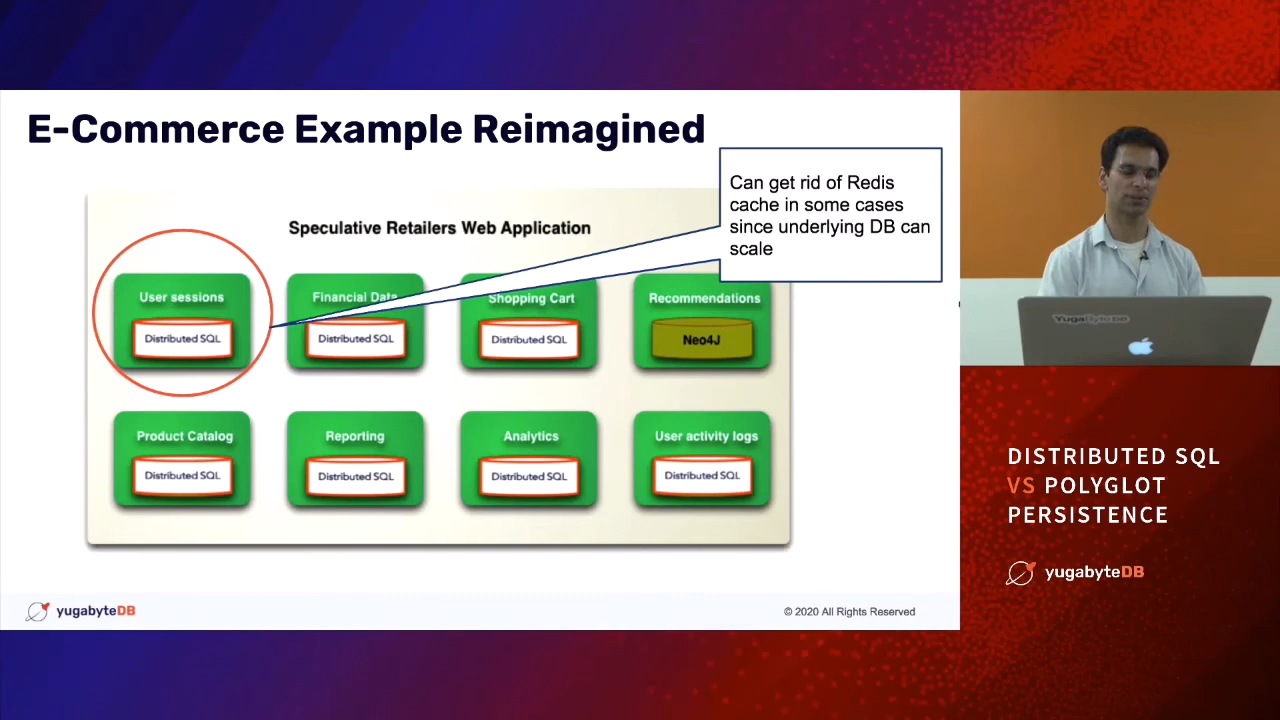 E-Commerce Example Reimagined
Can get rid of Redis
cache in some cases
since underlying DB can
scale
Speculative Retailers Web Application
User sessions
Distributed SQL
Financial Data
Distributed SQL
Shopping Cart
Distributed SQL
Recommendations
Neo4J
Product Catalog
Distributed SQL
Reporting
Distributed SQL
Analytics
Distributed SQL
User activity logs
Distributed SQL
yugabyteDB
© 2020 All Rights Reserved
YugaByteDB
DISTRIBUTED SQL
VS POLYGLOT
PERSISTENCE
yugabyteDB